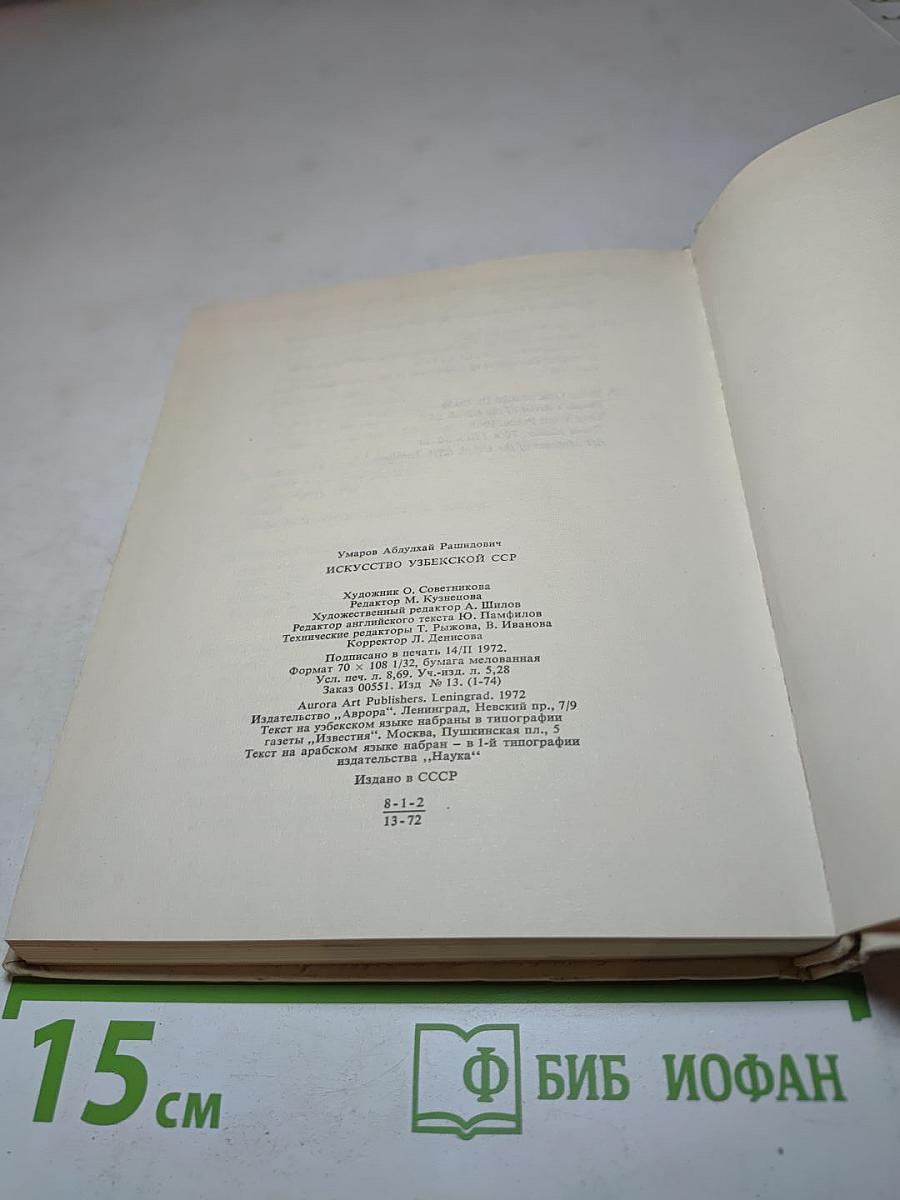 Умаров Абдулхай Рашидович
ИСКУССТВО УЗБЕКСКОЙ ССР
Художник О. Советникова
Редактор М. Кузнецова
Художественный редактор А. Шилов
Редактор английского текста Ю. Памфилов
Технические редакторы Т. Рыжова, В. Иванова
Корректор Л. Денисова
Подписано в печать 14/II 1972.
Формат 70 × 108 1/32, бумага мелованная
Усл. печ. л. 8,69. Уч.-изд. л. 5,28
Заказ 00551. Изд № 13. (1-74)
Aurora Art Publishers. Leningrad. 1972
Издательство „Аврора“. Ленинград, Невский пр., 7/9
Текст на узбекском языке набраны в типографии
газеты „Известия“. Москва, Пушкинская пл., 5
Текст на арабском языке набран – в 1-й типографии
издательства „Наука“
Издано в СССР
8-1-2
13-72
15 см
Ф БИБ ИОФАН